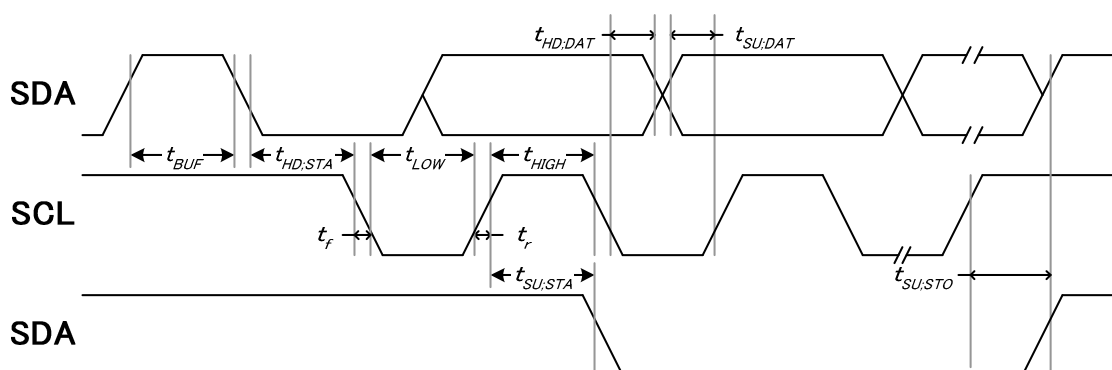 t_HD;DAT t_SU;DAT
SDA
t_BUF t_HD;STA t_LOW t_HIGH
SCL
t_f t_r
t_SU;STA t_SU;STO
SDA